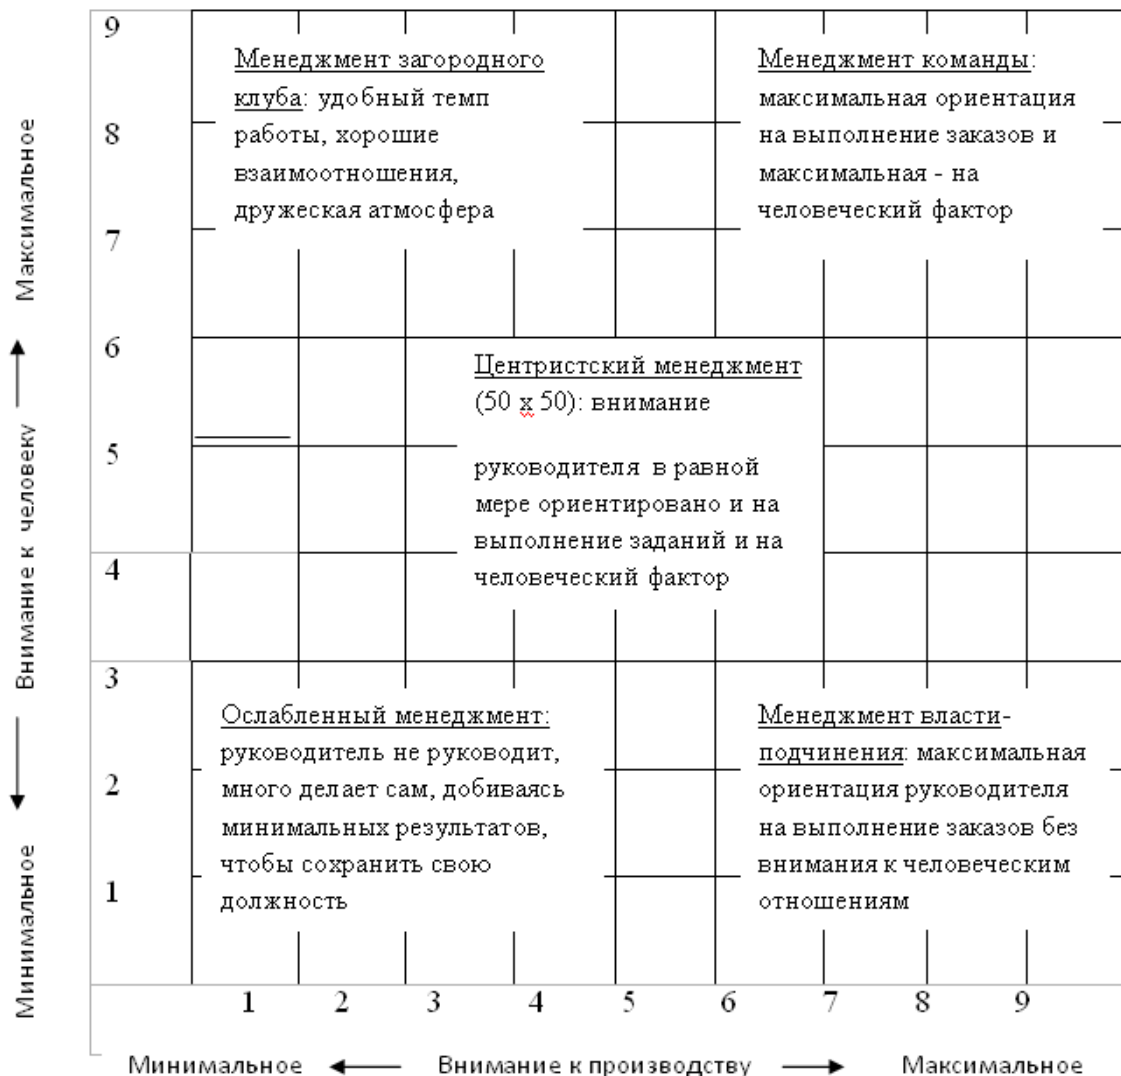 Максимальное
Внимание к человеку
Минимальное
9
8
7
6
5
4
3
2
1
Менеджмент загородного
клуба: удобный темп
работы, хорошие
взаимоотношения,
дружеская атмосфера
Менеджмент команды:
максимальная ориентация
на выполнение заказов и
максимальная - на
человеческий фактор
Центристский менеджмент
(50 х 50): внимание
руководителя в равной
мере ориентировано и на
выполнение заданий и на
человеческий фактор
Ослабленный менеджмент:
руководитель не руководит,
много делает сам, добиваясь
минимальных результатов,
чтобы сохранить свою
должность
Менеджмент власти-
подчинения: максимальная
ориентация руководителя
на выполнение заказов без
внимания к человеческим
отношениям
1 2 3 4 5 6 7 8 9
Минимальное Внимание к производству Максимальное